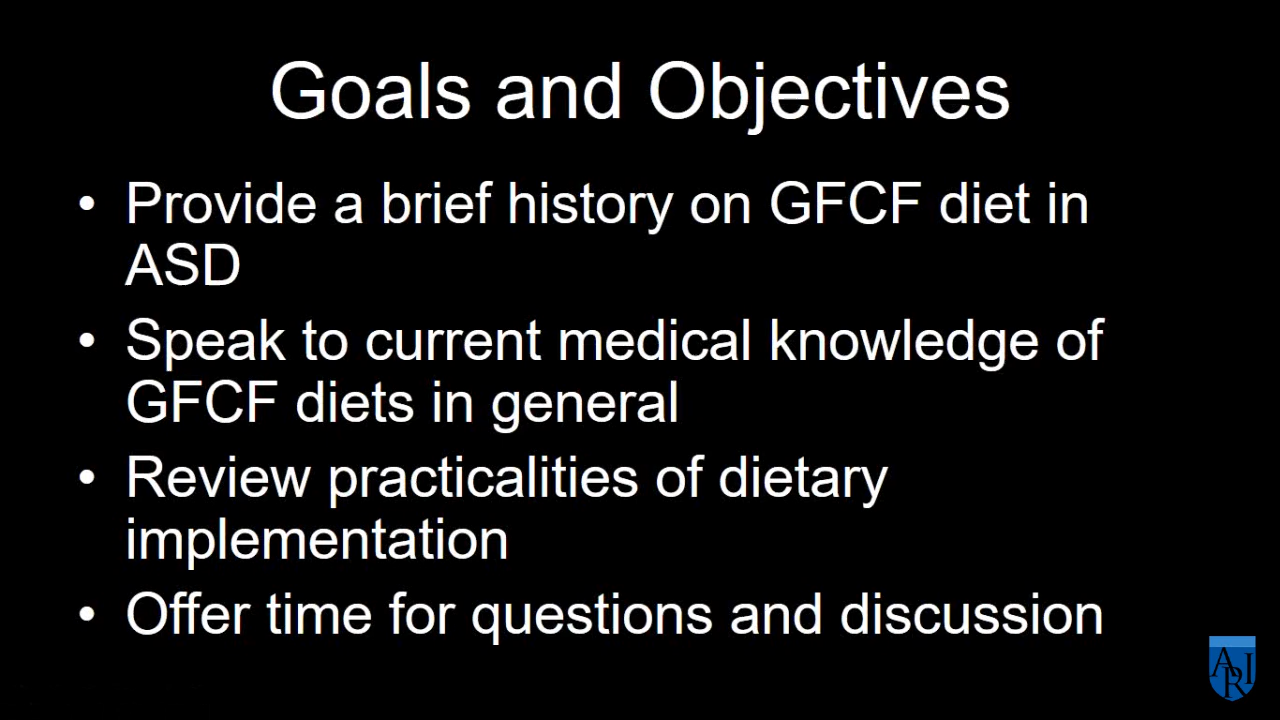 Goals and Objectives
• Provide a brief history on GFCF diet in
ASD
• Speak to current medical knowledge of
GFCF diets in general
• Review practicalities of dietary
implementation
• Offer time for questions and discussion
ARI